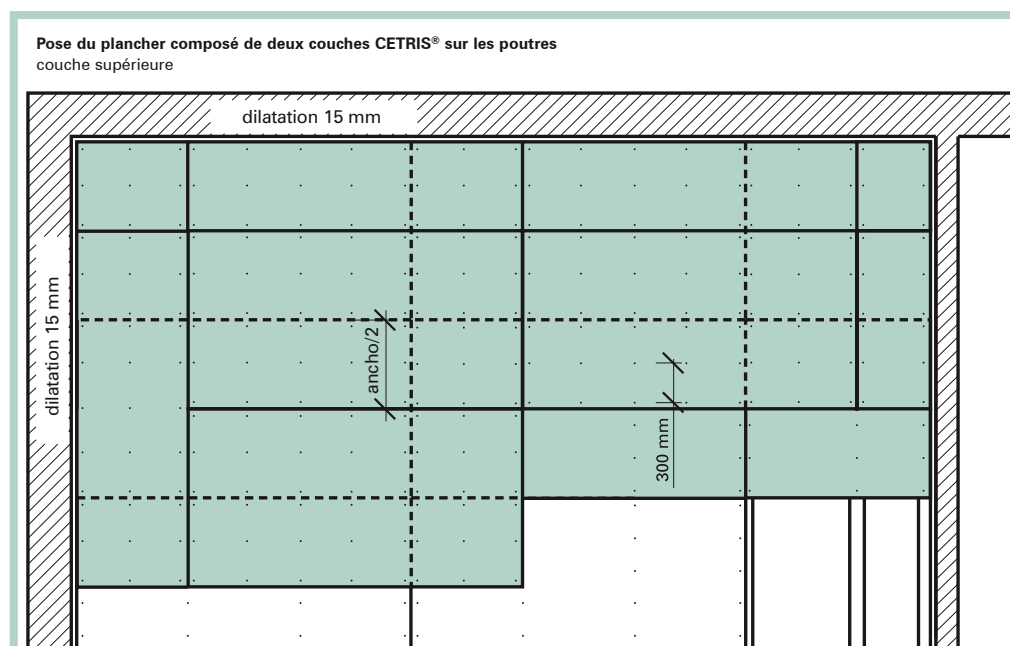 Pose du plancher composé de deux couches CETRIS® sur les poutres
couche supérieure
dilatation 15 mm
dilatation 15 mm
ancho/2
300 mm